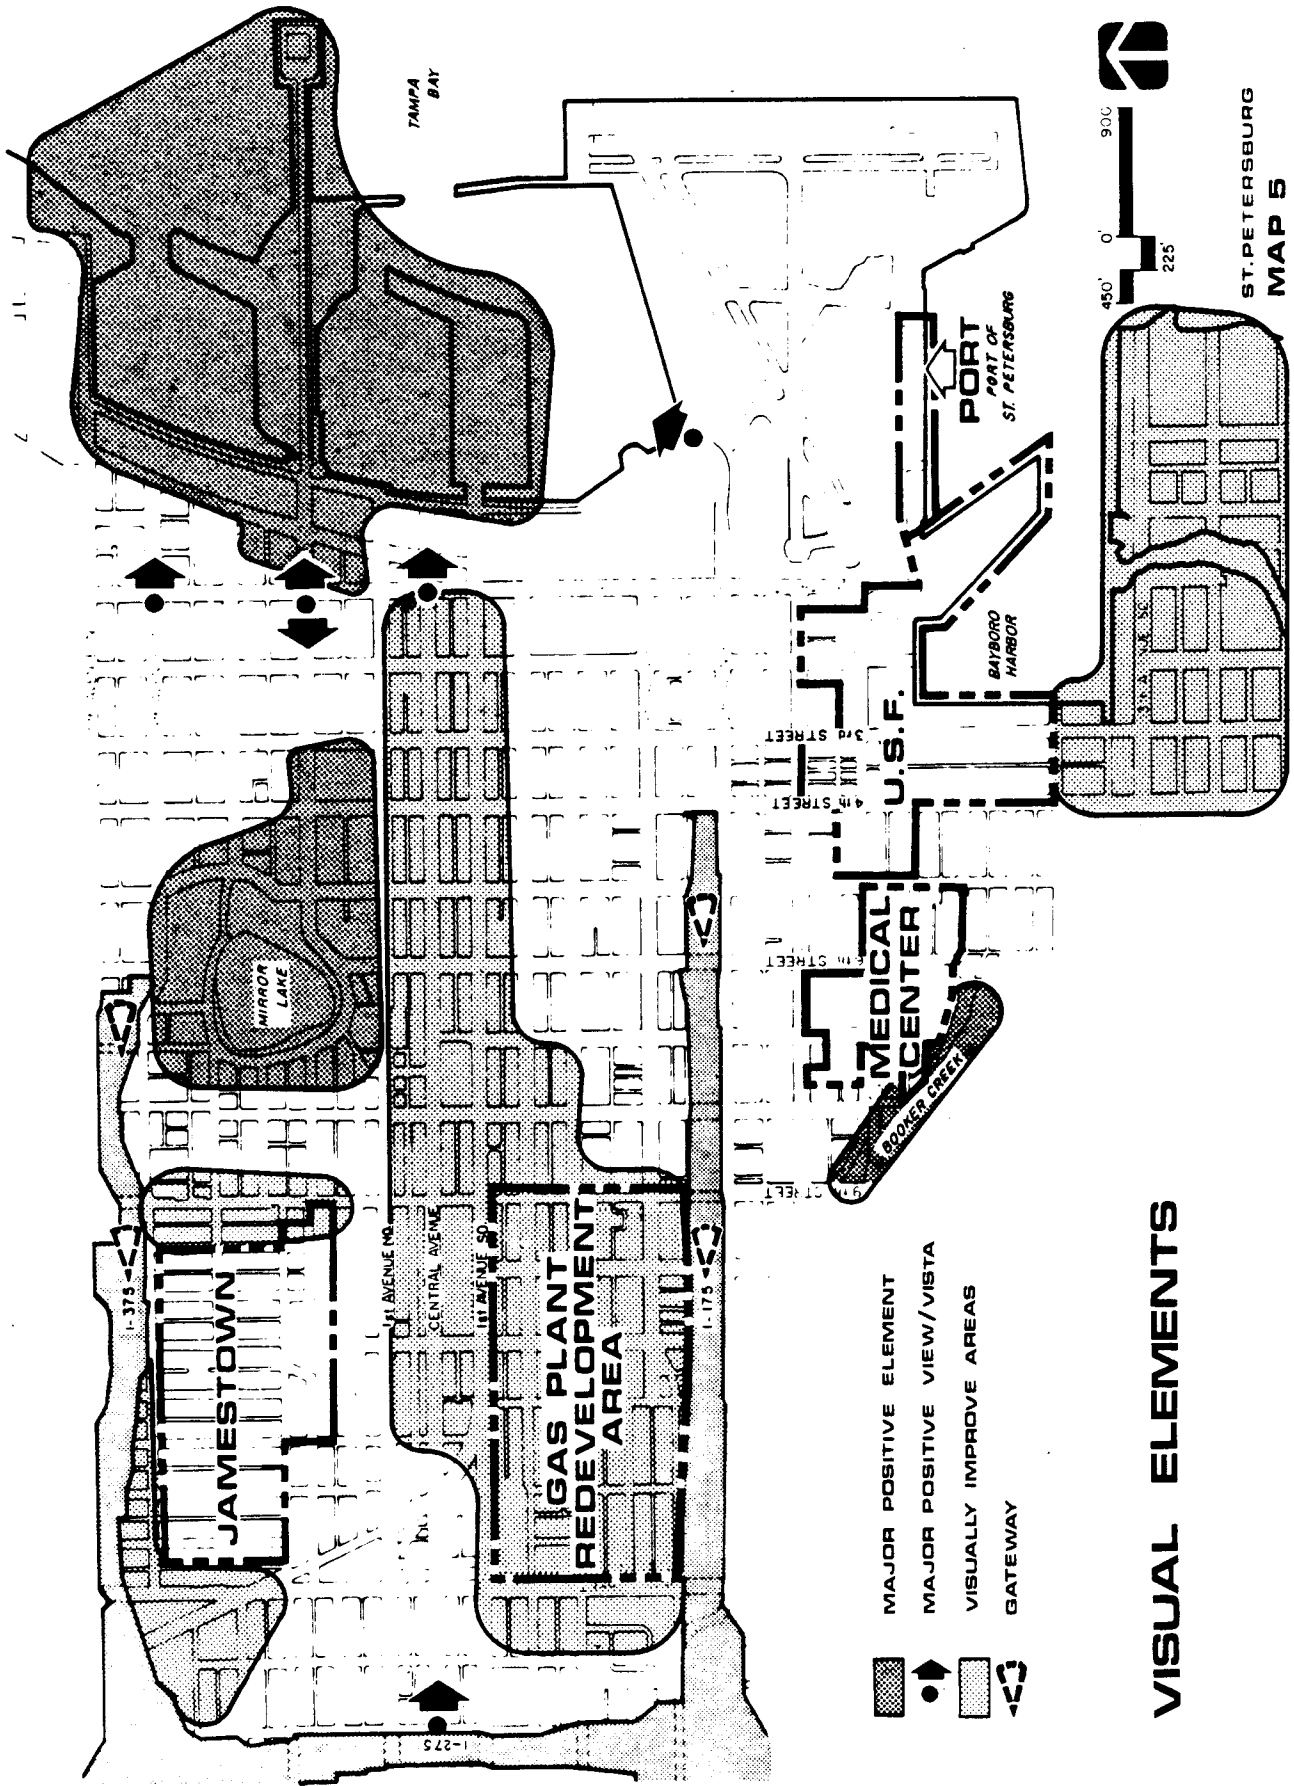 TAMPA
BAY
MIRROR
LAKE
I-375
JAMESTOWN
1st AVENUE NO.
CENTRAL AVENUE
1st AVENUE SO.
GAS PLANT
REDEVELOPMENT
AREA
I-175
I-275
3rd STREET
4th STREET
6th STREET
9th STREET
U.S.F.
MEDICAL
CENTER
BOOKER CREEK
BAYBORO
HARBOR
PORT
PORT OF
ST. PETERSBURG
MAJOR POSITIVE ELEMENT
MAJOR POSITIVE VIEW/VISTA
VISUALLY IMPROVE AREAS
GATEWAY
VISUAL ELEMENTS
450' 0' 900
225'
ST. PETERSBURG
MAP 5